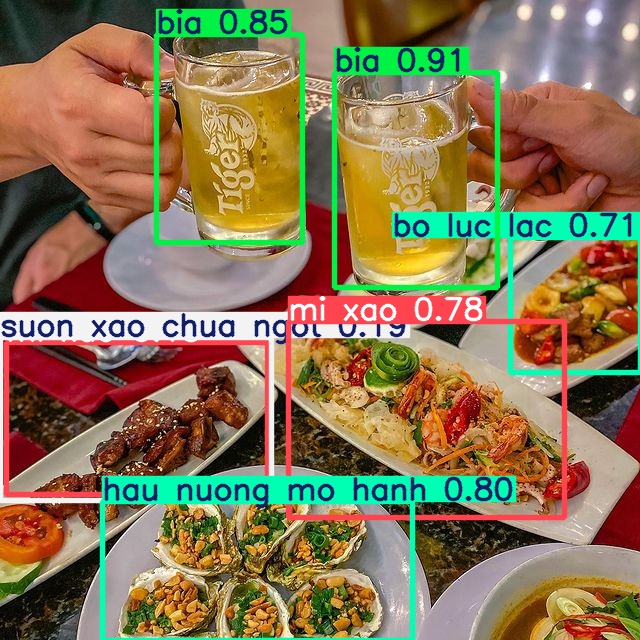 bia 0.85
bia 0.91
Tiger
Tiger
bo luc lac 0.71
mi xao 0.78
suon xao chua ngot 0.19
hau nuong mo hanh 0.80